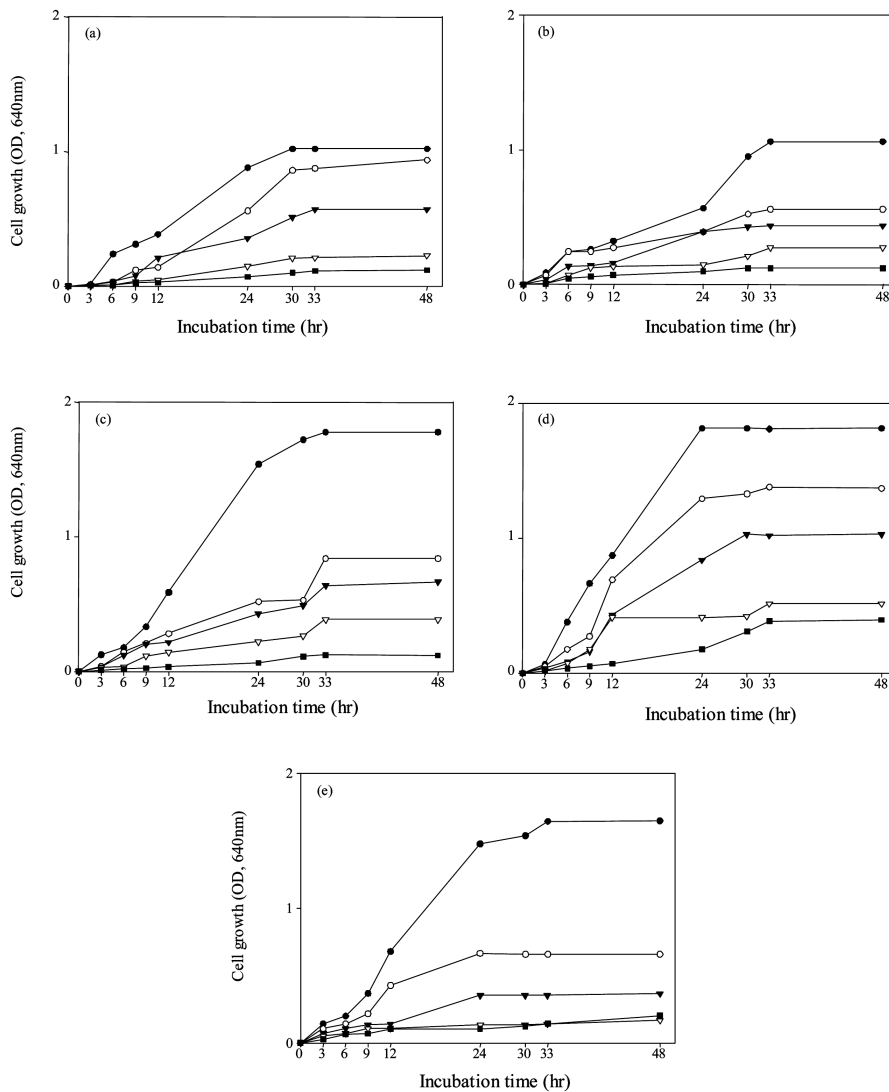 (a)
2
1
0
Cell growth (OD, 640nm)
0 3 6 9 12 24 30 33 48
Incubation time (hr)
(b)
2
1
0
0 3 6 9 12 24 30 33 48
Incubation time (hr)
(c)
2
1
0
Cell growth (OD, 640nm)
0 3 6 9 12 24 30 33 48
Incubation time (hr)
(d)
2
1
0
0 3 6 9 12 24 30 33 48
Incubation time (hr)
(e)
2
1
0
Cell growth (OD, 640nm)
0 3 6 9 12 24 30 33 48
Incubation time (hr)